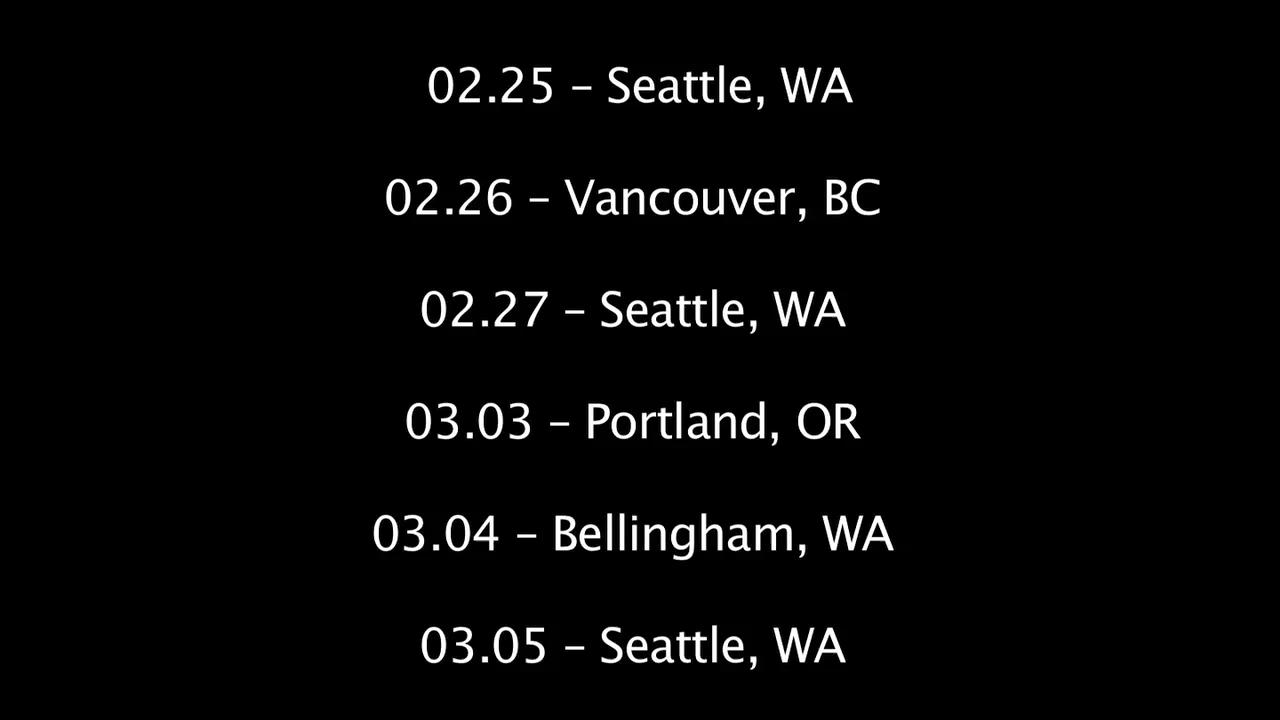 02.25 – Seattle, WA
02.26 – Vancouver, BC
02.27 – Seattle, WA
03.03 – Portland, OR
03.04 – Bellingham, WA
03.05 – Seattle, WA